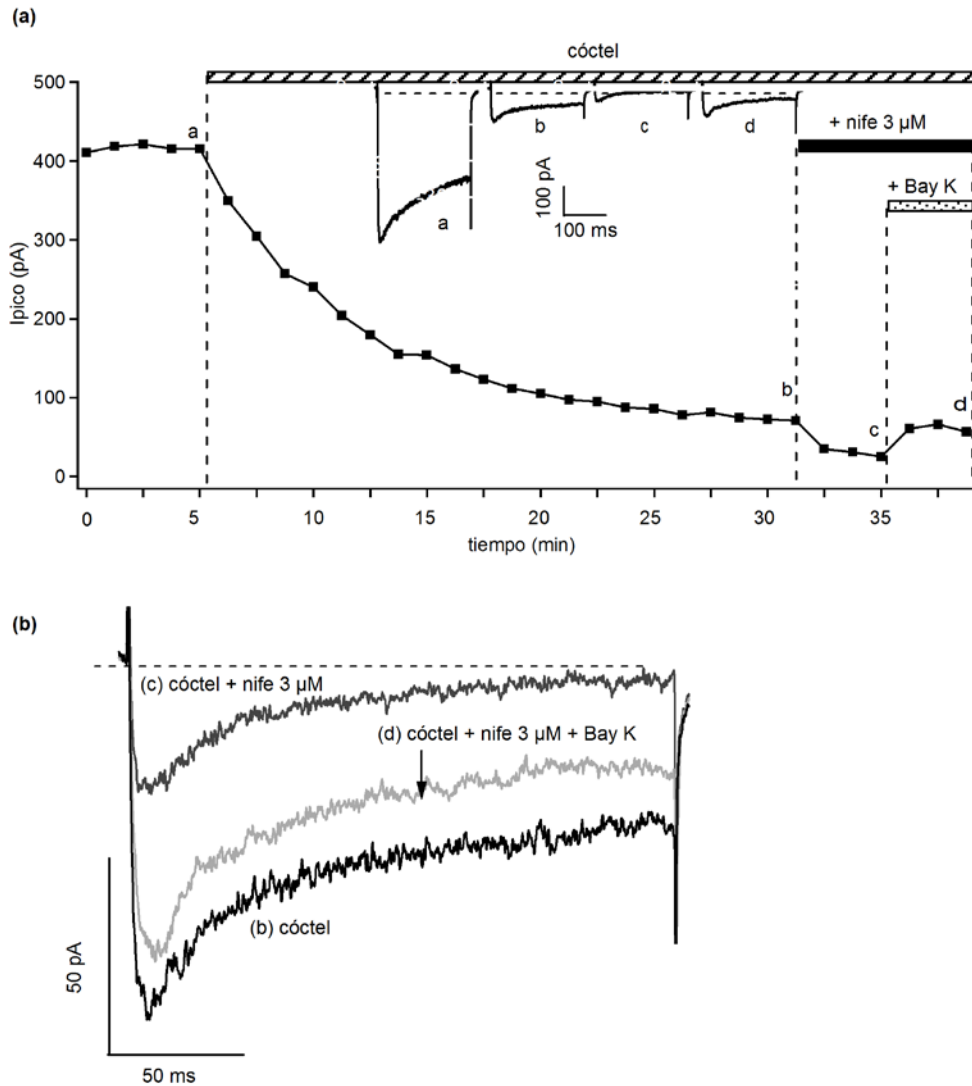 (a)
cóctel
500
400
300
200
100
0
Ipico (pA)
a
a
b
c
d
100 pA
100 ms
+ nife 3 µM
+ Bay K
b
c
d
0
5
10
15
20
25
30
35
tiempo (min)
(b)
(c) cóctel + nife 3 µM
(d) cóctel + nife 3 µM + Bay K
(b) cóctel
50 pA
50 ms